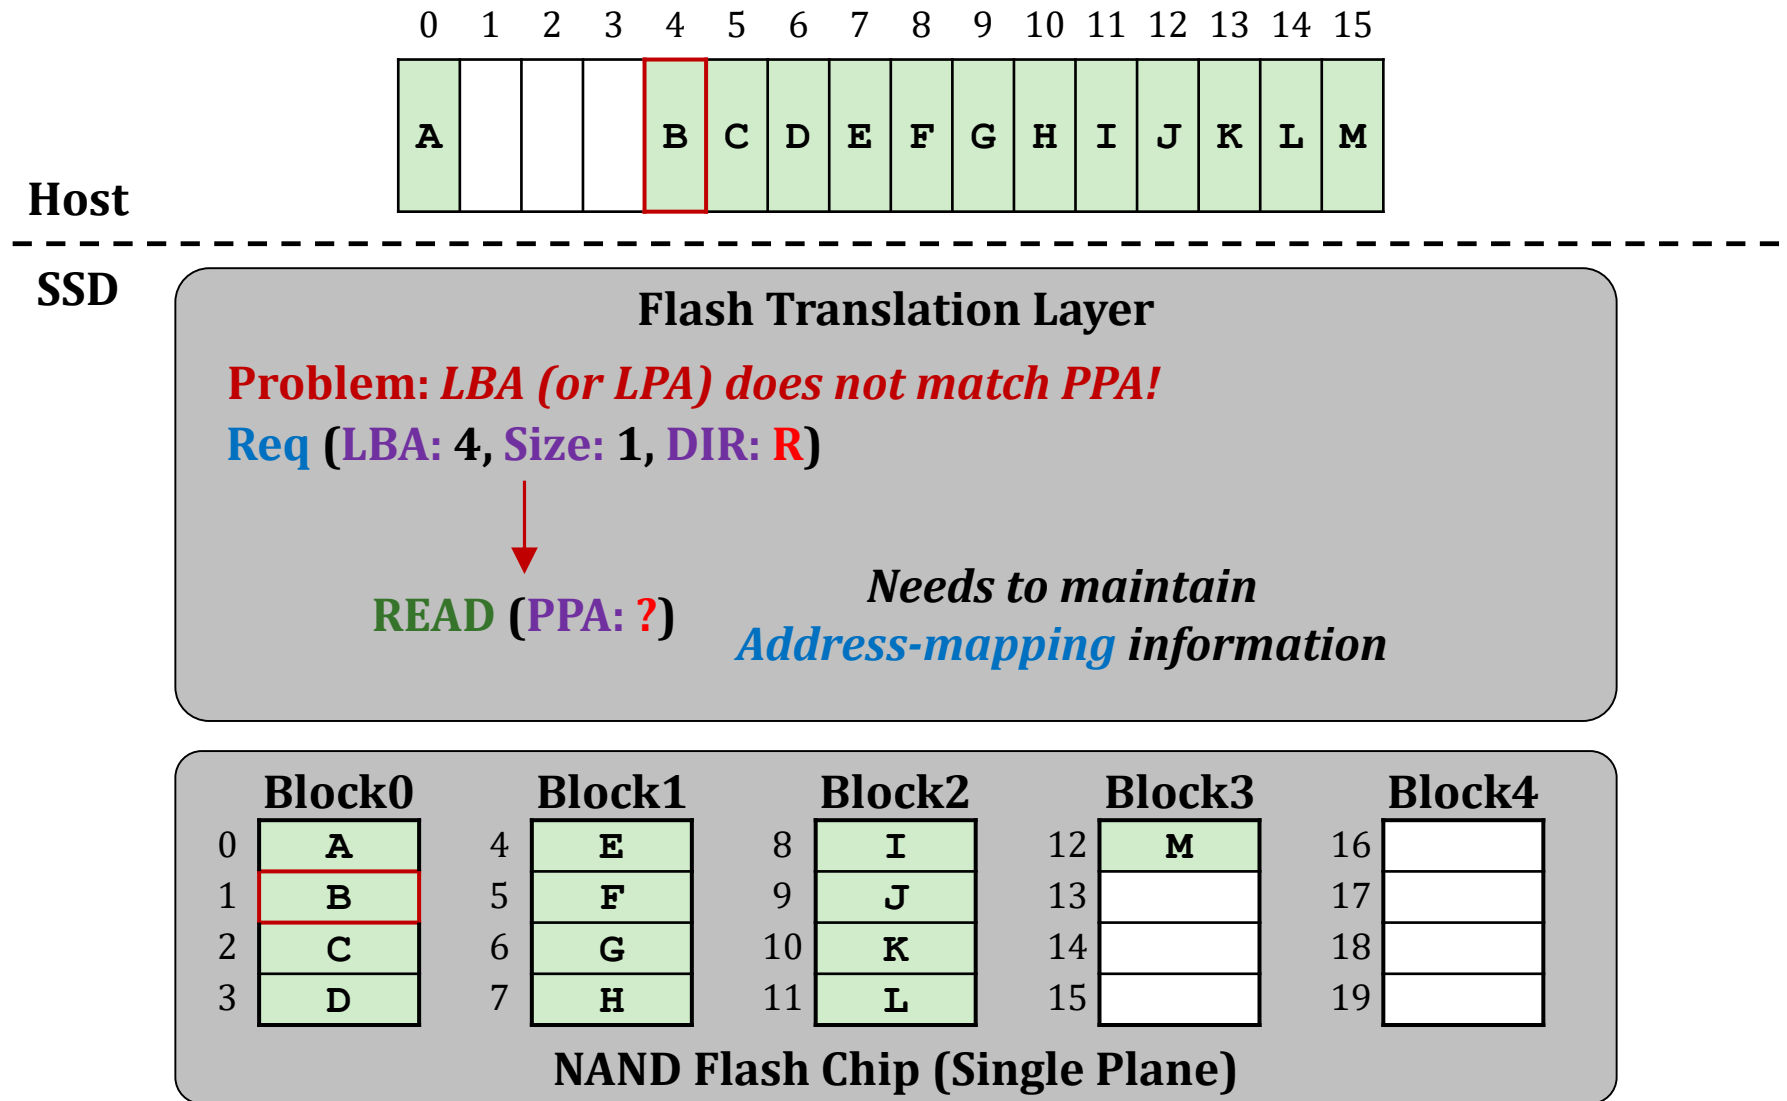 0 1 2 3 4 5 6 7 8 9 10 11 12 13 14 15
A B C D E F G H I J K L M
Host
SSD
Flash Translation Layer
Problem: LBA (or LPA) does not match PPA!
Req (LBA: 4, Size: 1, DIR: R)
READ (PPA: ?)
Needs to maintain
Address-mapping information
Block0 Block1 Block2 Block3 Block4
0 A 4 E 8 I 12 M 16
1 B 5 F 9 J 13 17
2 C 6 G 10 K 14 18
3 D 7 H 11 L 15 19
NAND Flash Chip (Single Plane)